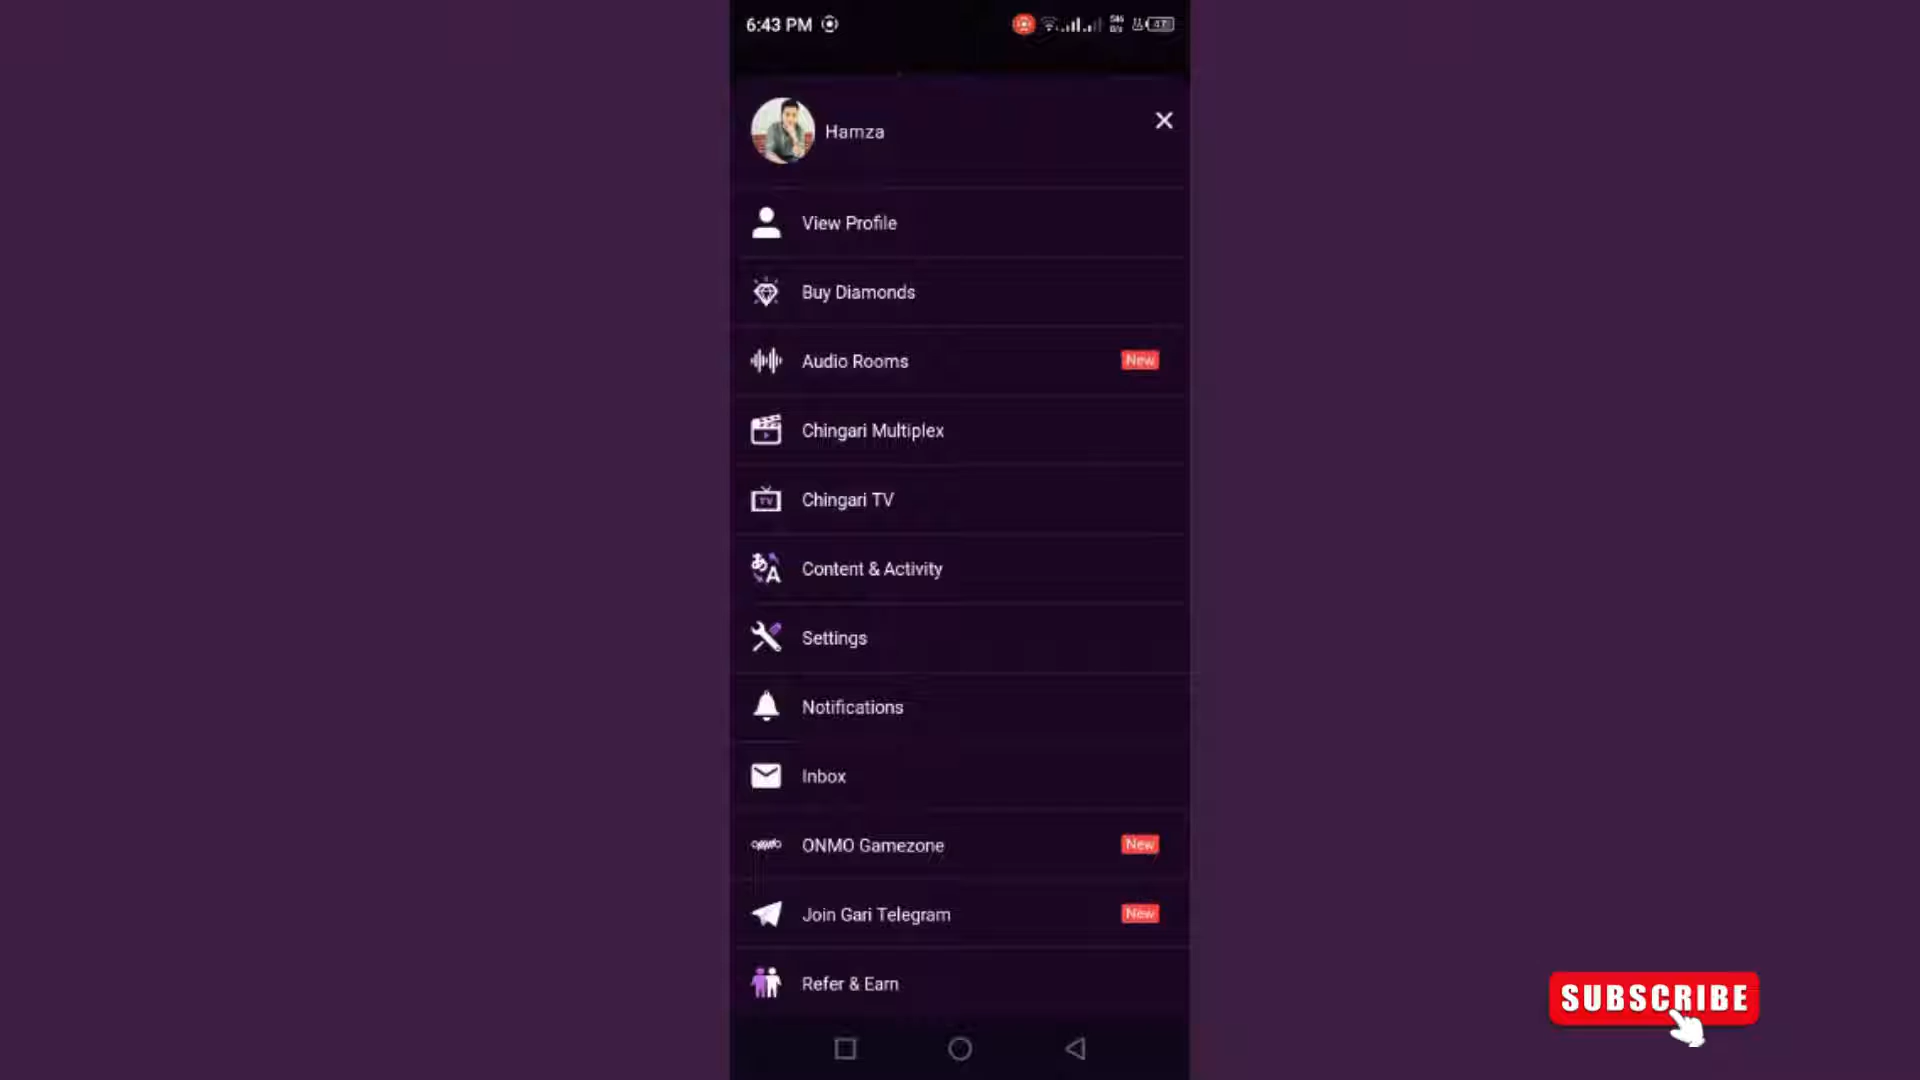 6:43 PM
Hamza
View Profile
Buy Diamonds
Audio Rooms New
Chingari Multiplex
Chingari TV
Content & Activity
Settings
Notifications
Inbox
ONMO Gamezone New
Join Gari Telegram New
Refer & Earn
SUBSCRIBE